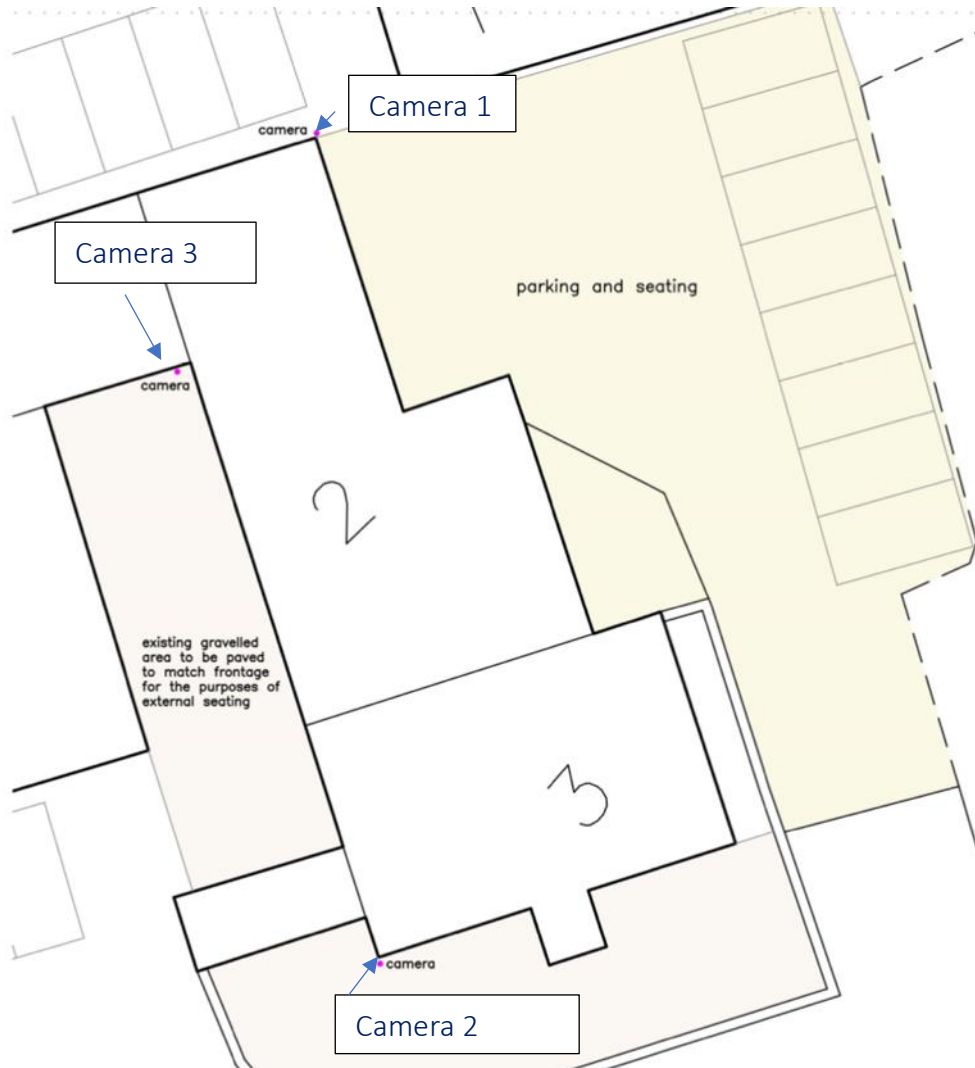 Camera 1
camera
Camera 3
camera
parking and seating
2
existing gravelled
area to be paved
to match frontage
for the purposes of
external seating
3
camera
Camera 2